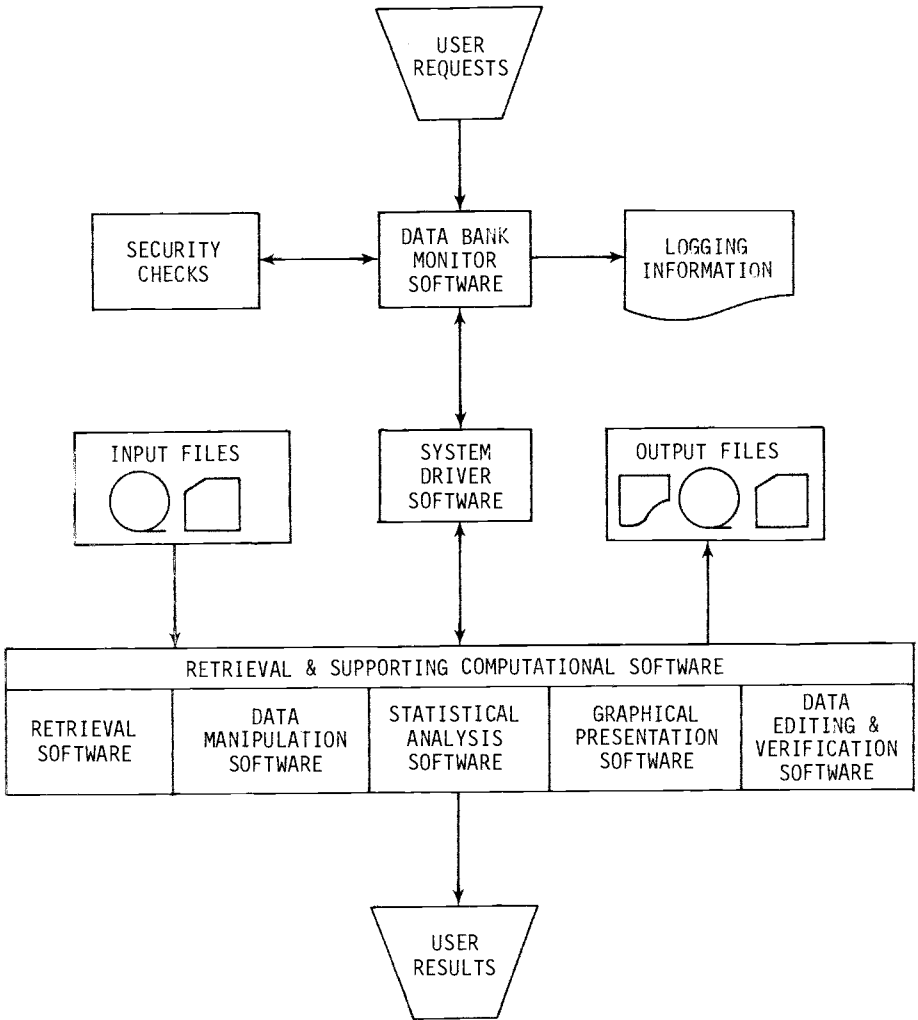 USER
REQUESTS
SECURITY
CHECKS
DATA BANK
MONITOR
SOFTWARE
LOGGING
INFORMATION
INPUT FILES
SYSTEM
DRIVER
SOFTWARE
OUTPUT FILES
RETRIEVAL & SUPPORTING COMPUTATIONAL SOFTWARE
RETRIEVAL
SOFTWARE
DATA
MANIPULATION
SOFTWARE
STATISTICAL
ANALYSIS
SOFTWARE
GRAPHICAL
PRESENTATION
SOFTWARE
DATA
EDITING &
VERIFICATION
SOFTWARE
USER
RESULTS